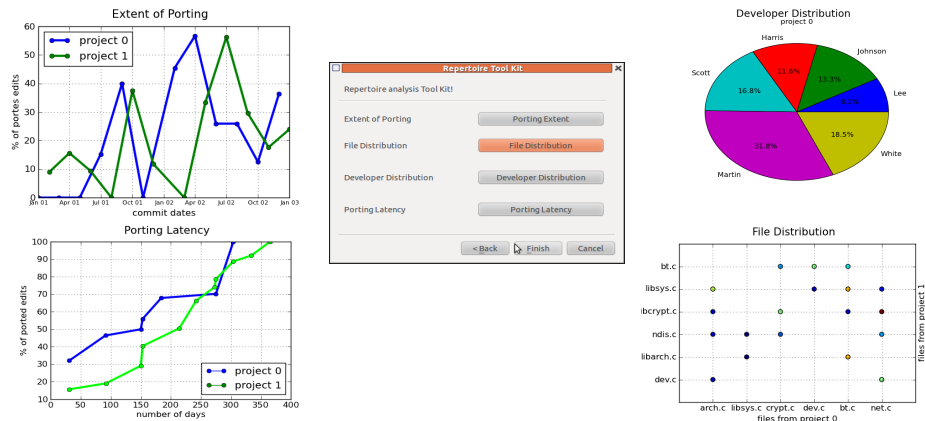 Extent of Porting
project 0
project 1
60
50
40
30
20
10
0
% of portes edits
Jan 01 Apr 01 Jul 01 Oct 01 Jan 02 Apr 02 Jul 02 Oct 02 Jan 03
commit dates
Porting Latency
100
90
80
70
60
50
40
30
20
10
% of ported edits
project 0
project 1
0 50 100 150 200 250 300 350 400
number of days
Repertoire Tool Kit
Repertoire analysis Tool Kit!
Extent of Porting
Porting Extent
File Distribution
File Distribution
Developer Distribution
Developer Distribution
Porting Latency
Porting Latency
< Back
Finish
Cancel
Developer Distribution
project 0
Harris
Johnson
Scott
Lee
Martin
White
11.6%
13.3%
16.8%
31.8%
18.5%
File Distribution
bt.c
libsys.c
ibcrypt.c
ndis.c
libarch.c
dev.c
files from project 1
arch.c libsys.c crypt.c dev.c bt.c net.c
files from project 0